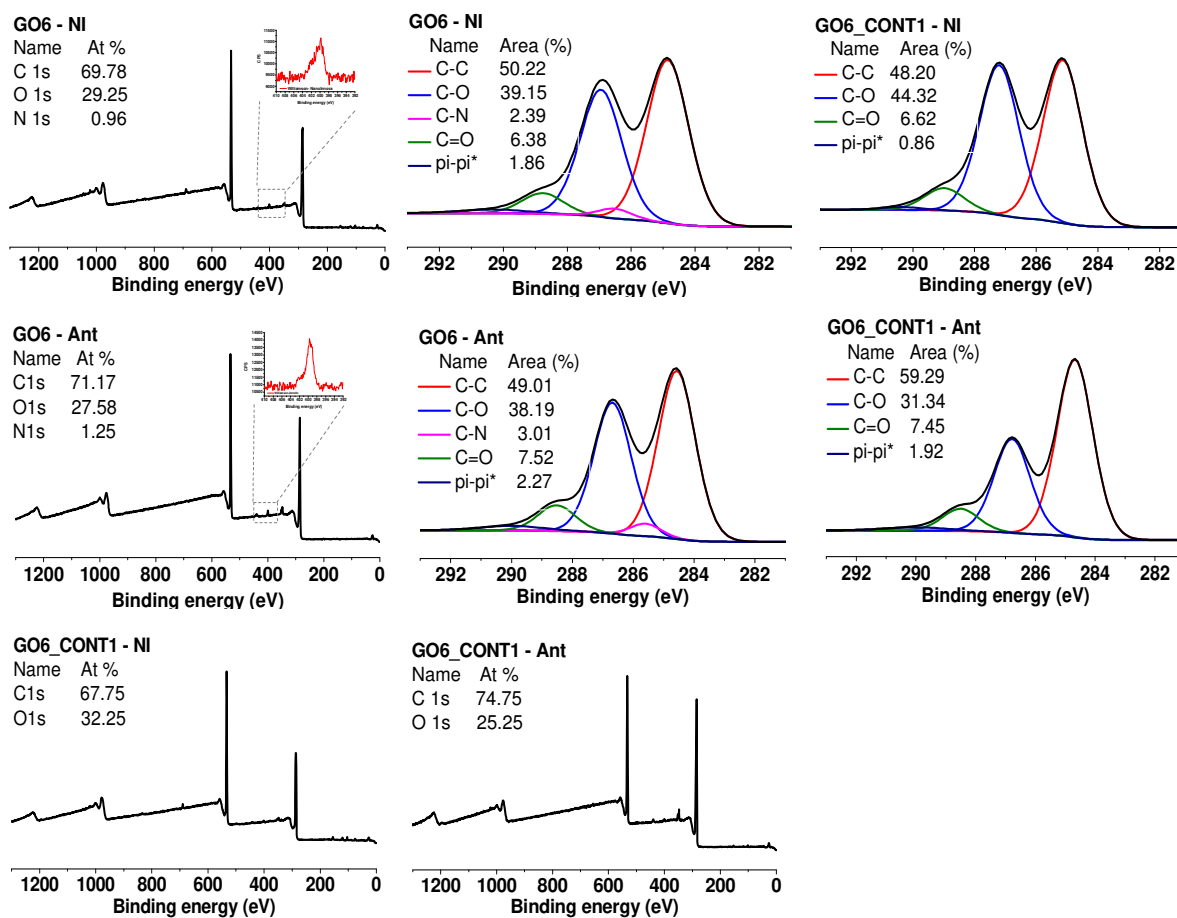 GO6 - NI
Name At %
C 1s 69.78
O 1s 29.25
N 1s 0.96
Binding energy (eV)
1200 1000 800 600 400 200 0
Binding energy (eV)
GO6 - NI
Name Area (%)
C-C 50.22
C-O 39.15
C-N 2.39
C=O 6.38
pi-pi* 1.86
292 290 288 286 284 282
Binding energy (eV)
GO6_CONT1 - NI
Name Area (%)
C-C 48.20
C-O 44.32
C=O 6.62
pi-pi* 0.86
292 290 288 286 284 282
Binding energy (eV)
GO6 - Ant
Name At %
C1s 71.17
O1s 27.58
N1s 1.25
Binding energy (eV)
1200 1000 800 600 400 200 0
Binding energy (eV)
GO6 - Ant
Name Area (%)
C-C 49.01
C-O 38.19
C-N 3.01
C=O 7.52
pi-pi* 2.27
292 290 288 286 284 282
Binding energy (eV)
GO6_CONT1 - Ant
Name Area (%)
C-C 59.29
C-O 31.34
C=O 7.45
pi-pi* 1.92
292 290 288 286 284 282
Binding energy (eV)
GO6_CONT1 - NI
Name At %
C1s 67.75
O1s 32.25
1200 1000 800 600 400 200 0
Binding energy (eV)
GO6_CONT1 - Ant
Name At %
C 1s 74.75
O 1s 25.25
1200 1000 800 600 400 200 0
Binding energy (eV)